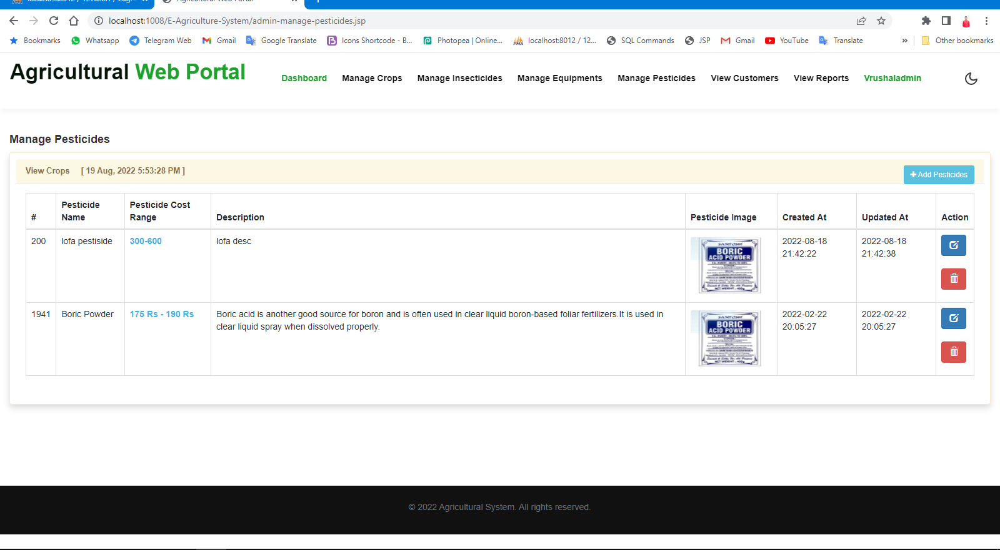 Agricultural Web Portal
localhost:1008/E-Agriculture-System/admin-manage-pesticides.jsp
Bookmarks Whatsapp Telegram Web Gmail Google Translate Icons Shortcode - B... Photopea | Online... localhost:8012 / 12... SQL Commands JSP Gmail YouTube Translate » Other bookmarks
Agricultural Web Portal
Dashboard Manage Crops Manage Insecticides Manage Equipments Manage Pesticides View Customers View Reports Vrushaladmin
Manage Pesticides
View Crops [ 19 Aug, 2022 5:53:28 PM ]
Add Pesticides
# Pesticide Name Pesticide Cost Range Description Pesticide Image Created At Updated At Action
200 lofa pestiside 300-600 lofa desc 2022-08-18 21:42:22 2022-08-18 21:42:38
SANTOSH
BORIC
ACID POWDER
1941 Boric Powder 175 Rs - 190 Rs Boric acid is another good source for boron and is often used in clear liquid boron-based foliar fertilizers.It is used in 2022-02-22 20:05:27 2022-02-22 20:05:27
clear liquid spray when dissolved properly.
SANTOSH
BORIC
ACID POWDER
© 2022 Agricultural System. All rights reserved.